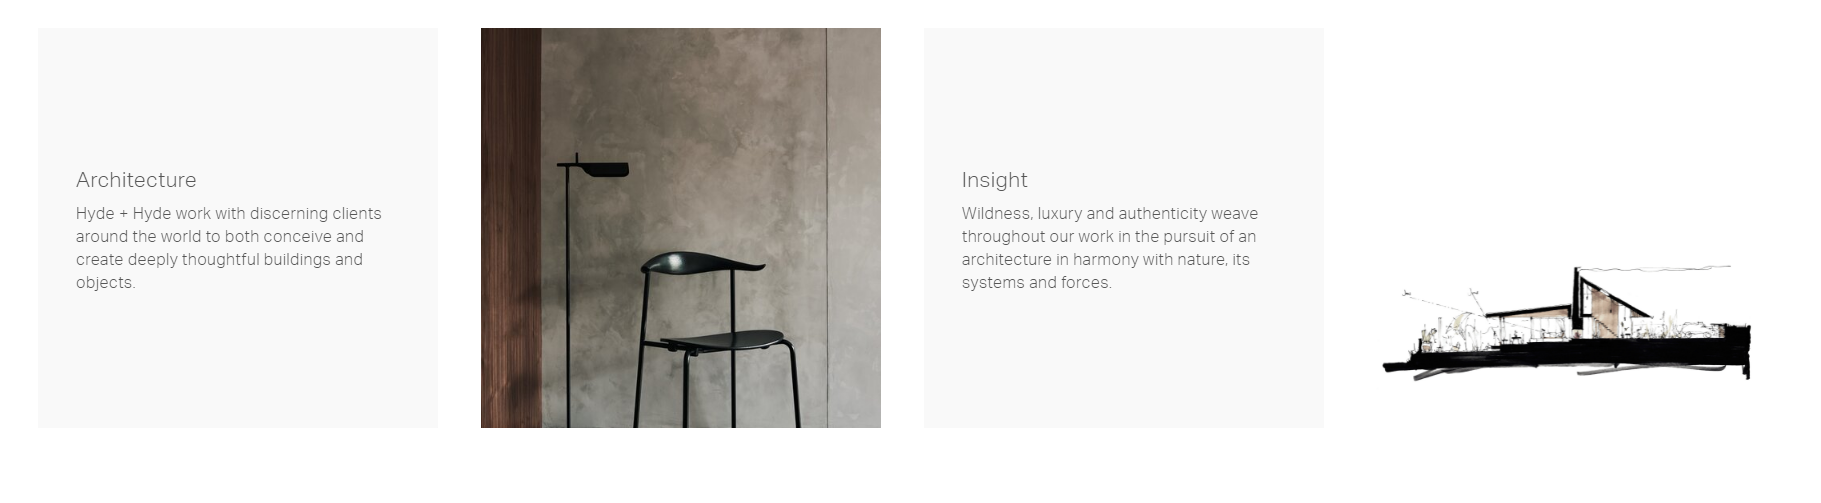 Architecture
Hyde + Hyde work with discerning clients
around the world to both conceive and
create deeply thoughtful buildings and
objects.
Insight
Wildness, luxury and authenticity weave
throughout our work in the pursuit of an
architecture in harmony with nature, its
systems and forces.